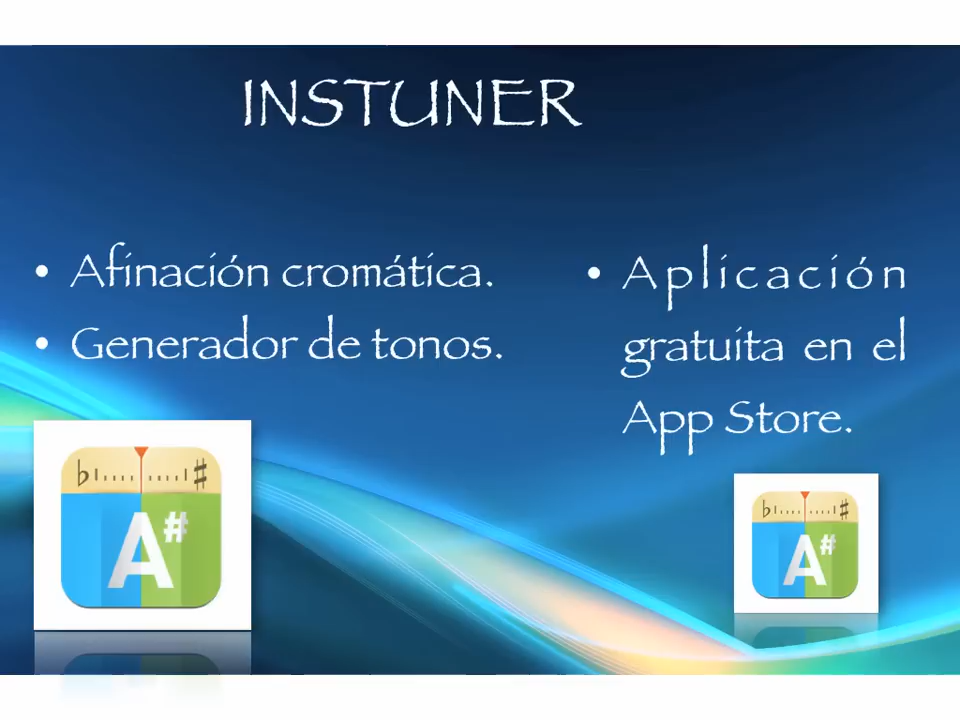 INSTUNER
• Afinación cromática.
• Generador de tonos.
• Aplicación
gratuita en el
App Store.
♭ ♯
A#
♭ ♯
A#